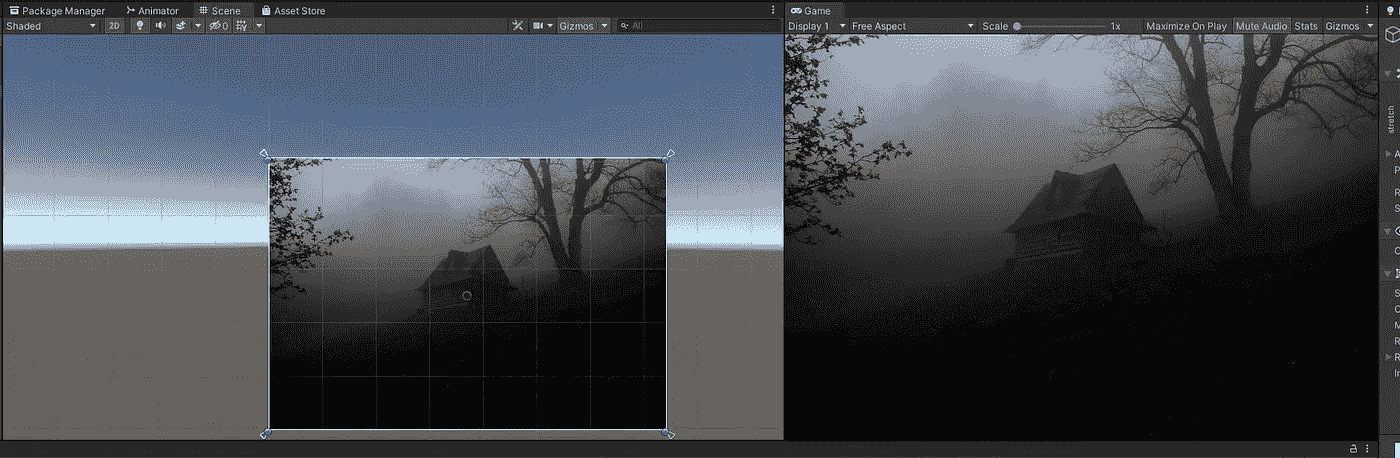 Package Manager Animator Scene Asset Store
Shaded 2D 0 Gizmos All
Game
Display 1 Free Aspect Scale 1x Maximize On Play Mute Audio Stats Gizmos
stretch